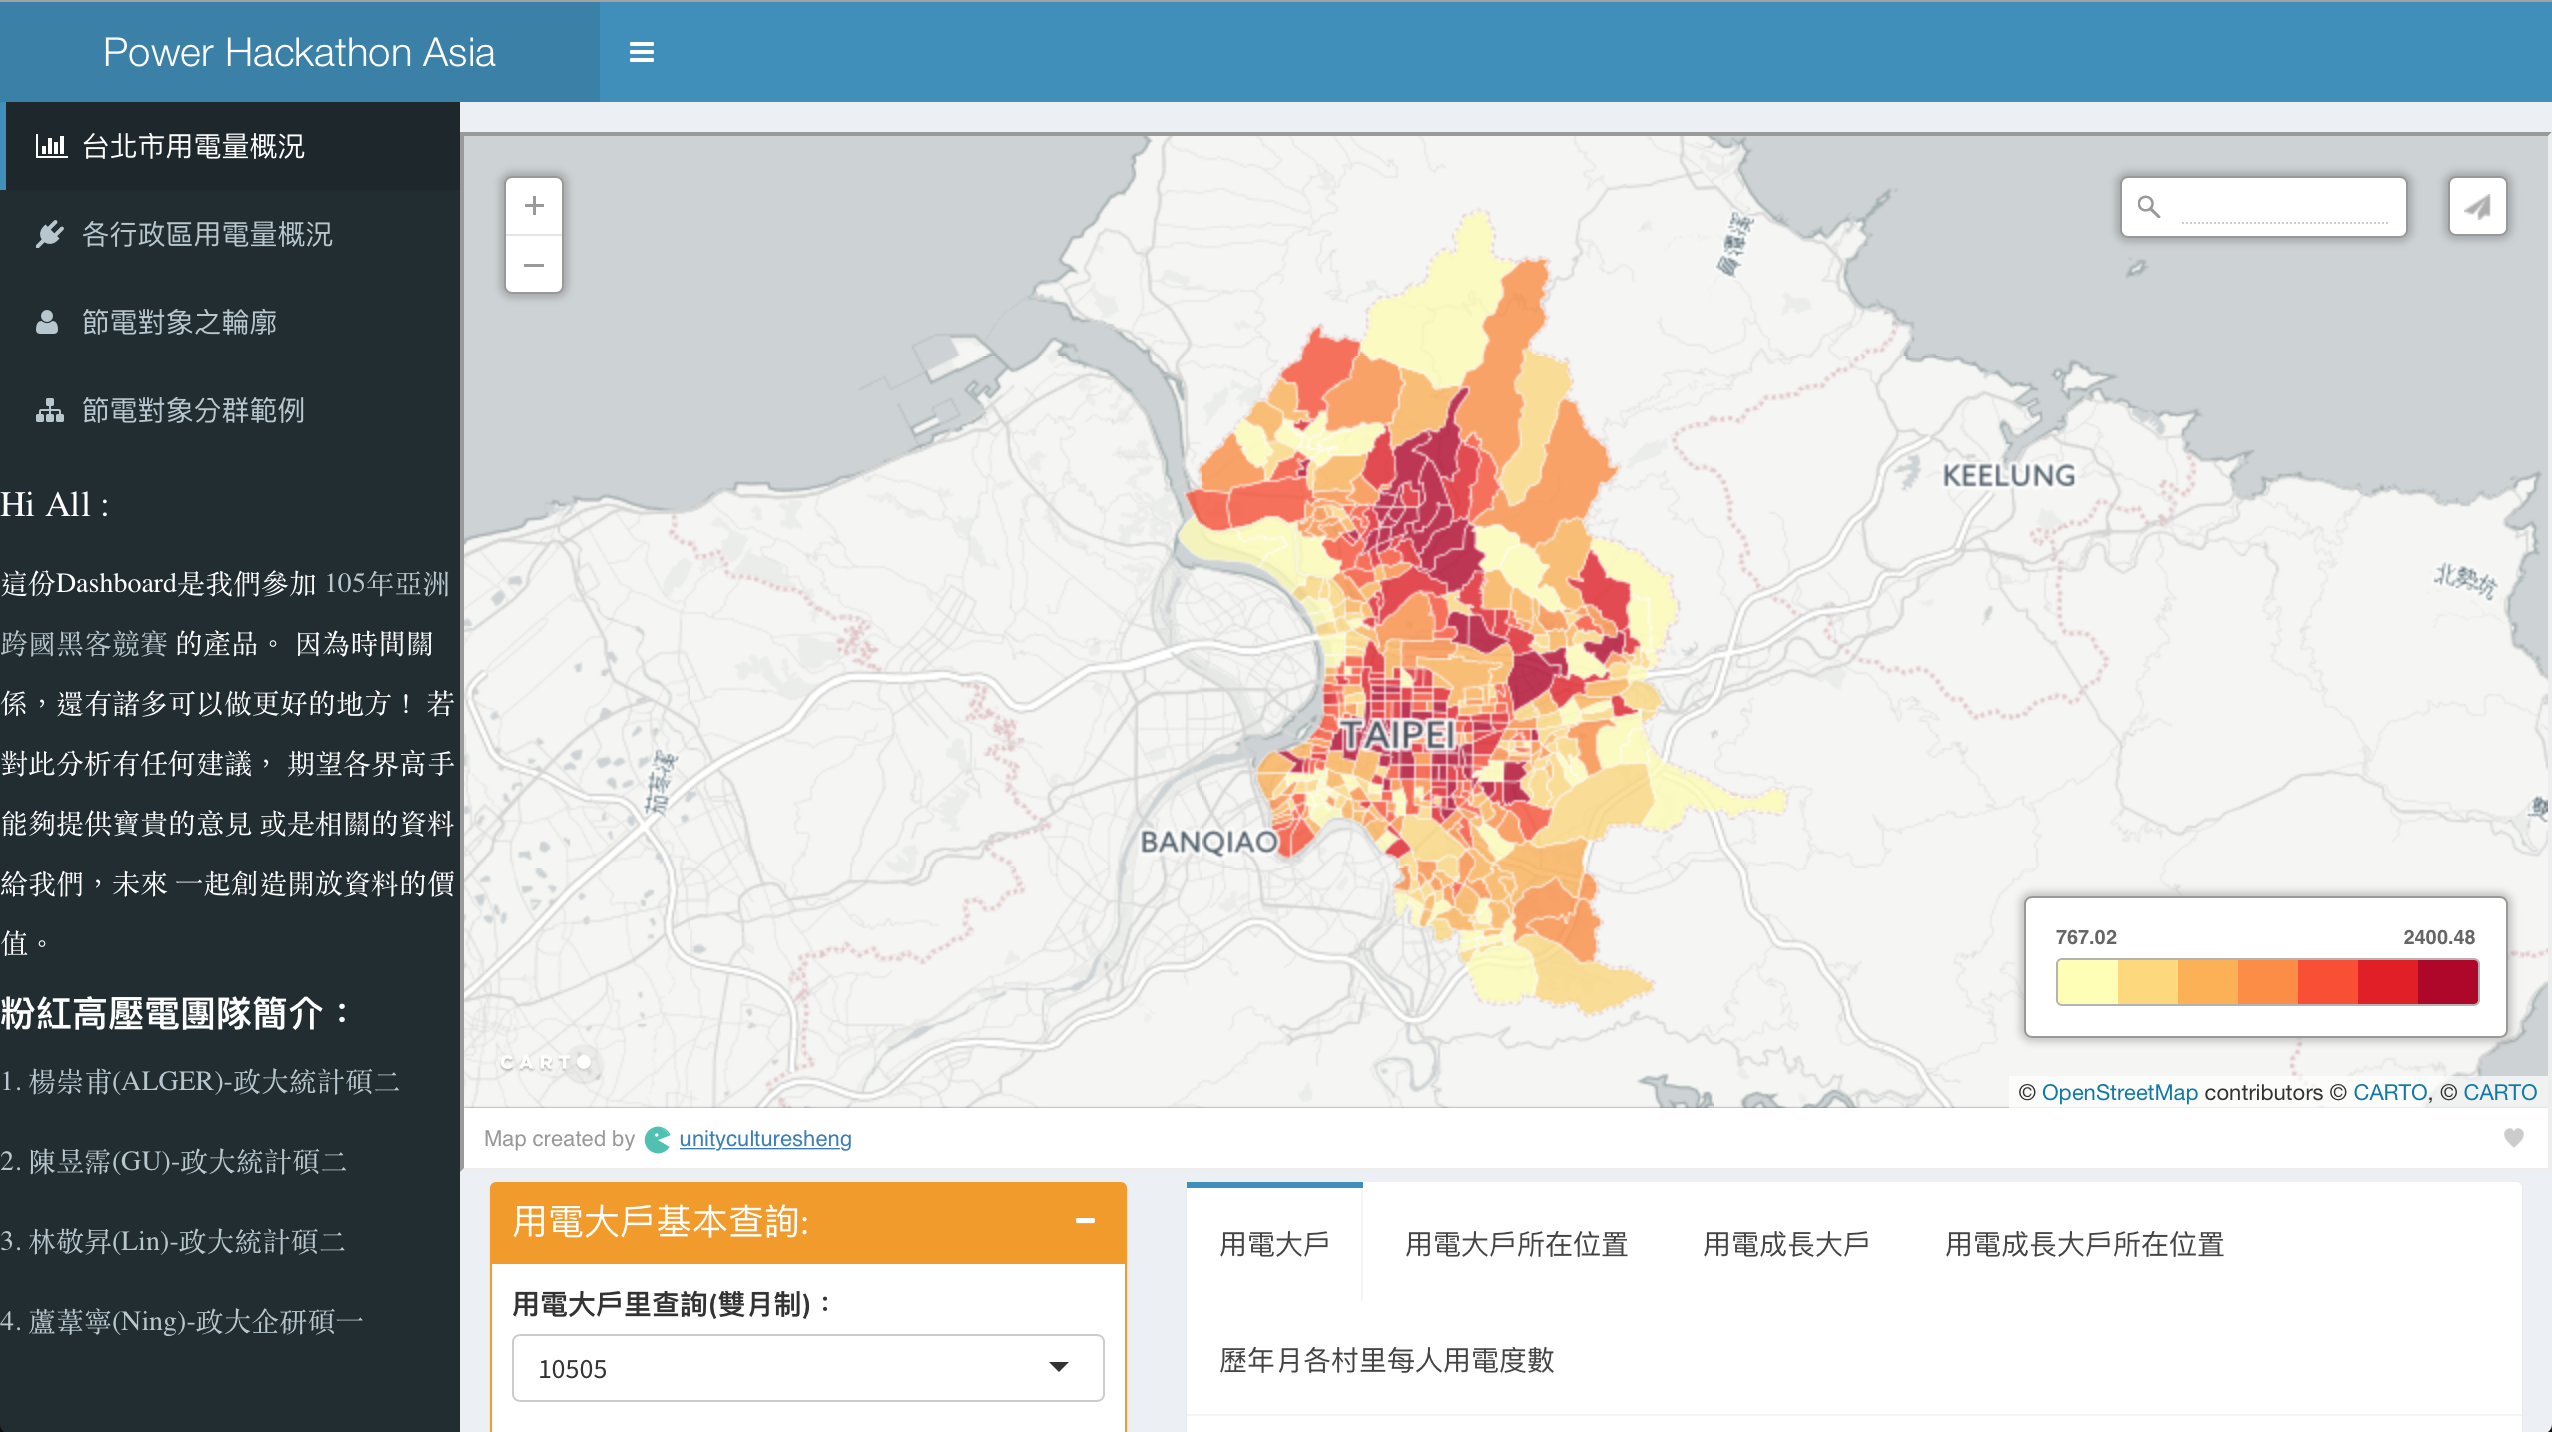 Power Hackathon Asia
台北市用電量概況
各行政區用電量概況
節電對象之輪廓
節電對象分群範例
Hi All :
這份Dashboard是我們參加 105年亞洲
跨國黑客競賽 的產品。 因為時間關
係，還有諸多可以做更好的地方！ 若
對此分析有任何建議， 期望各界高手
能夠提供寶貴的意見 或是相關的資料
給我們，未來 一起創造開放資料的價
值。
粉紅高壓電團隊簡介：
1. 楊崇甫(ALGER)-政大統計碩二
2. 陳昱霈(GU)-政大統計碩二
3. 林敬昇(Lin)-政大統計碩二
4. 蘆葦寧(Ning)-政大企研碩一
KEELUNG
北勢坑
TAIPEI
BANQIAO
767.02 2400.48
CARTO
© OpenStreetMap contributors © CARTO, © CARTO
Map created by unityculturesheng
用電大戶基本查詢:
用電大戶里查詢(雙月制)：
10505
用電大戶 用電大戶所在位置 用電成長大戶 用電成長大戶所在位置
歷年月各村里每人用電度數